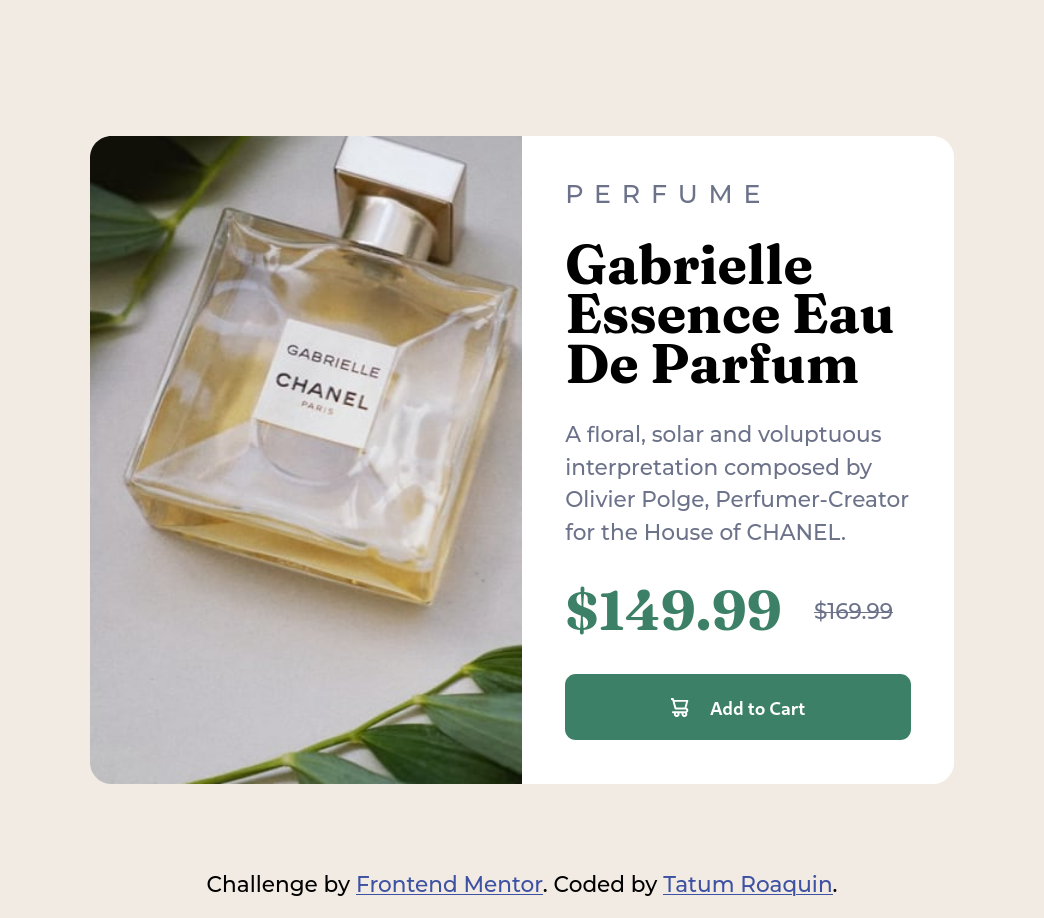 GABRIELLE
CHANEL
PARIS
PERFUME
Gabrielle
Essence Eau
De Parfum
A floral, solar and voluptuous
interpretation composed by
Olivier Polge, Perfumer-Creator
for the House of CHANEL.
$149.99 $169.99
Add to Cart
Challenge by Frontend Mentor. Coded by Tatum Roaquin.